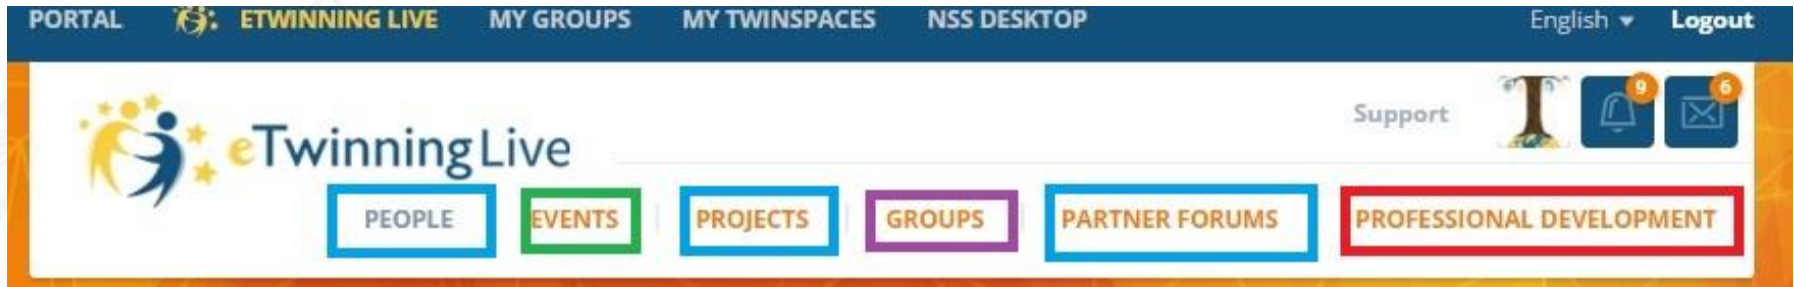 PORTAL ETWINNING LIVE MY GROUPS MY TWINSPACES NSS DESKTOP English Logout
Support 9 6
eTwinning Live
PEOPLE EVENTS PROJECTS GROUPS PARTNER FORUMS PROFESSIONAL DEVELOPMENT